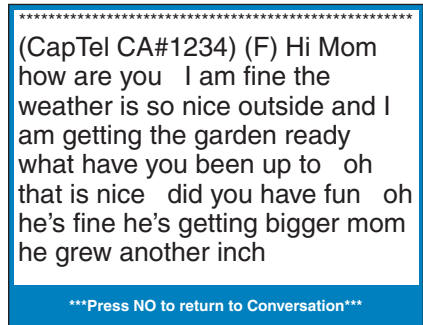 ******************************************************
(CapTel CA#1234) (F) Hi Mom
how are you   I am fine the
weather is so nice outside and I
am getting the garden ready
what have you been up to   oh
that is nice   did you have fun   oh
he's fine he's getting bigger mom
he grew another inch
***Press NO to return to Conversation***